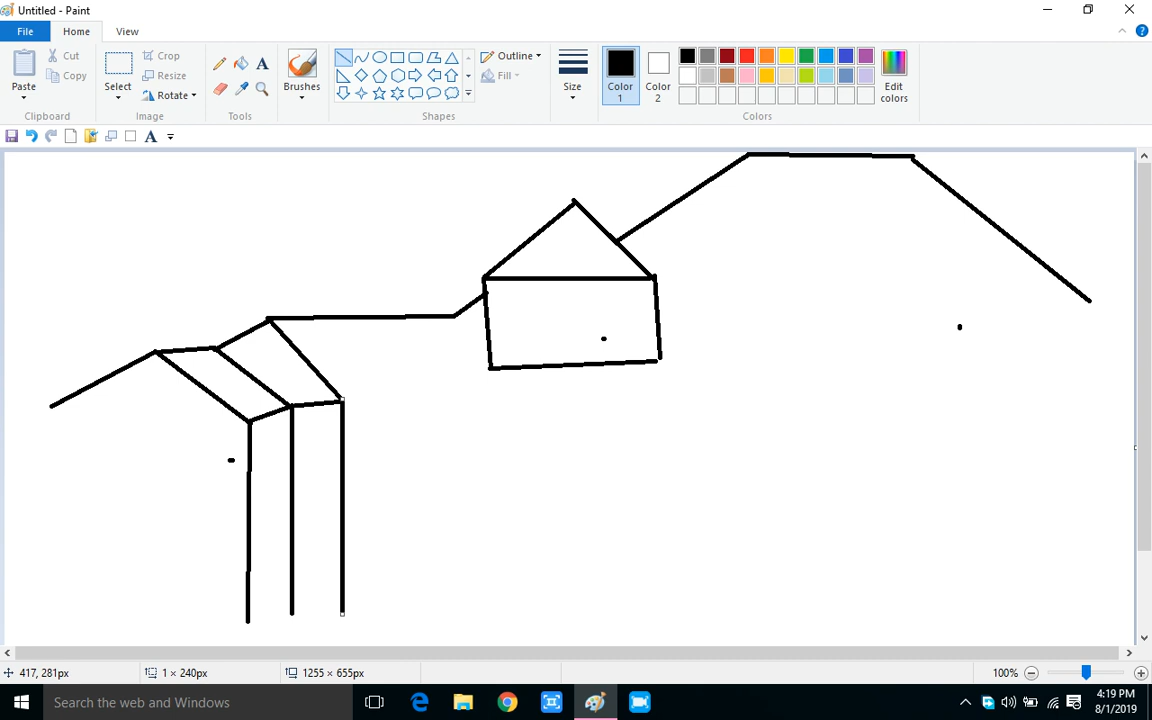 Untitled - Paint
File Home View
Paste
Cut
Copy
Clipboard
Select
Crop
Resize
Rotate
Image
A
Tools
Brushes
Outline
Fill
Shapes
Size
Color 1
Color 2
Edit colors
Colors
A
417, 281px
1 × 240px
1255 × 655px
100%
Search the web and Windows
4:19 PM
8/1/2019